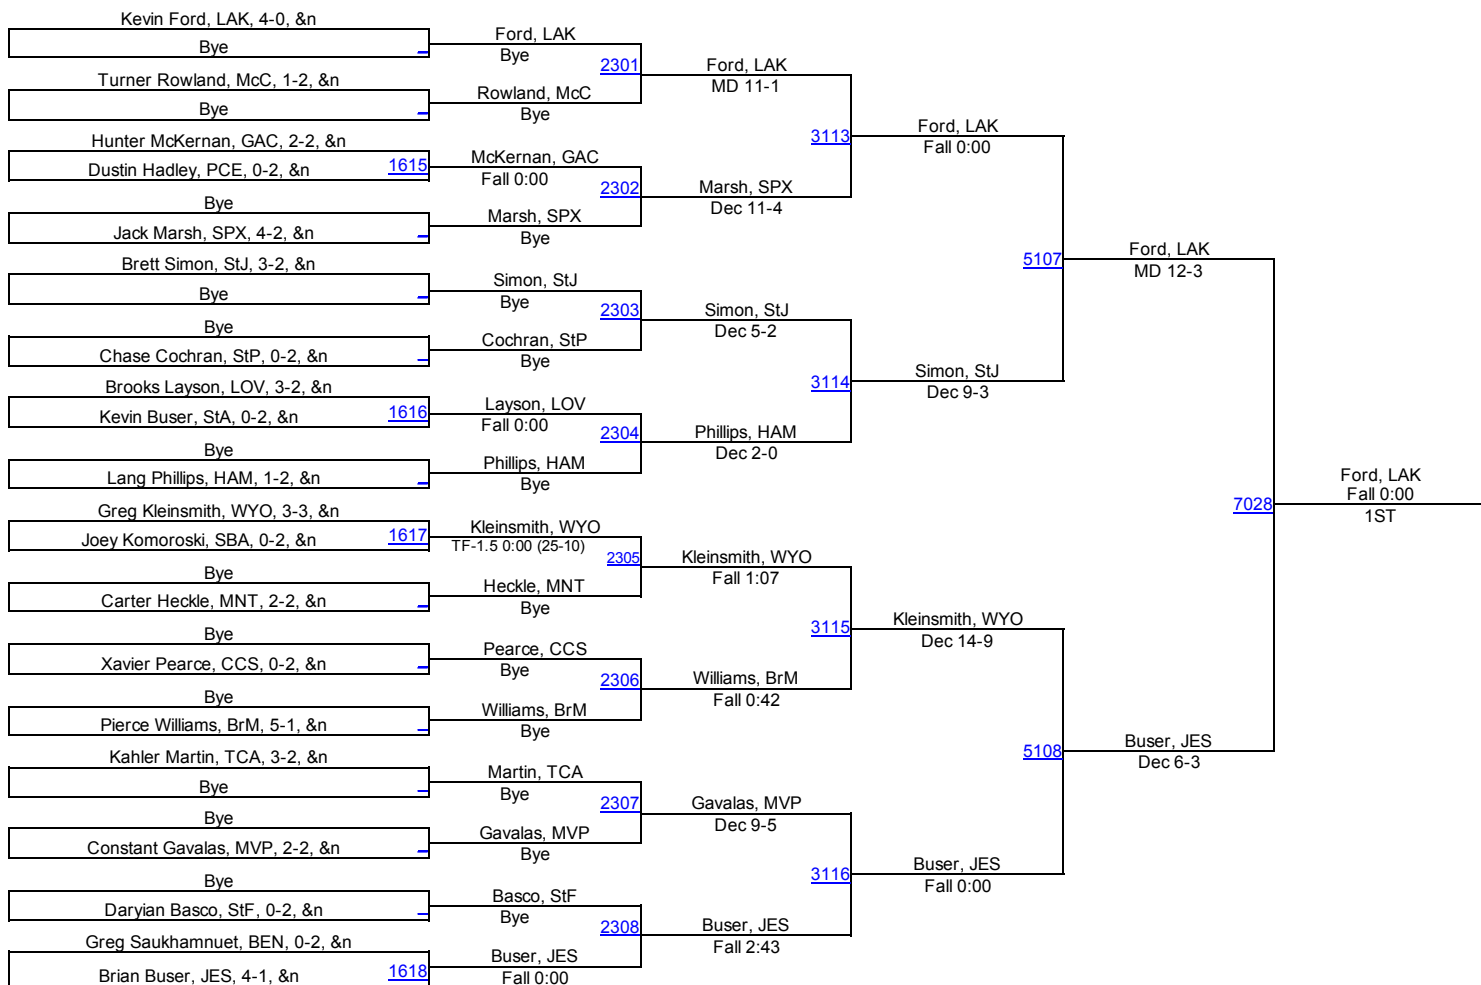 Kevin Ford, LAK, 4-0, &n
Bye
Turner Rowland, McC, 1-2, &n
Bye
Hunter McKernan, GAC, 2-2, &n
Dustin Hadley, PCE, 0-2, &n
1615
Bye
Jack Marsh, SPX, 4-2, &n
Brett Simon, StJ, 3-2, &n
Bye
Bye
Chase Cochran, StP, 0-2, &n
Brooks Layson, LOV, 3-2, &n
Kevin Buser, StA, 0-2, &n
1616
Bye
Lang Phillips, HAM, 1-2, &n
Greg Kleinsmith, WYO, 3-3, &n
Joey Komoroski, SBA, 0-2, &n
1617
Bye
Carter Heckle, MNT, 2-2, &n
Bye
Xavier Pearce, CCS, 0-2, &n
Bye
Pierce Williams, BrM, 5-1, &n
Kahler Martin, TCA, 3-2, &n
Bye
Bye
Constant Gavalas, MVP, 2-2, &n
Bye
Daryian Basco, StF, 0-2, &n
Greg Saukhamnuet, BEN, 0-2, &n
Brian Buser, JES, 4-1, &n
1618
Ford, LAK
Bye
2301
Rowland, McC
Bye
McKernan, GAC
Fall 0:00
2302
Marsh, SPX
Bye
Simon, StJ
Bye
2303
Cochran, StP
Bye
Layson, LOV
Fall 0:00
2304
Phillips, HAM
Bye
Kleinsmith, WYO
TF-1.5 0:00 (25-10)
2305
Heckle, MNT
Bye
Pearce, CCS
Bye
2306
Williams, BrM
Bye
Martin, TCA
Bye
2307
Gavalas, MVP
Bye
Basco, StF
Bye
2308
Buser, JES
Fall 0:00
Ford, LAK
MD 11-1
3113
Marsh, SPX
Dec 11-4
Simon, StJ
Dec 5-2
3114
Phillips, HAM
Dec 2-0
Kleinsmith, WYO
Fall 1:07
3115
Williams, BrM
Fall 0:42
Gavalas, MVP
Dec 9-5
3116
Buser, JES
Fall 2:43
Ford, LAK
Fall 0:00
5107
Simon, StJ
Dec 9-3
Kleinsmith, WYO
Dec 14-9
5108
Buser, JES
Fall 0:00
Ford, LAK
MD 12-3
7028
Buser, JES
Dec 6-3
Ford, LAK
Fall 0:00
1ST